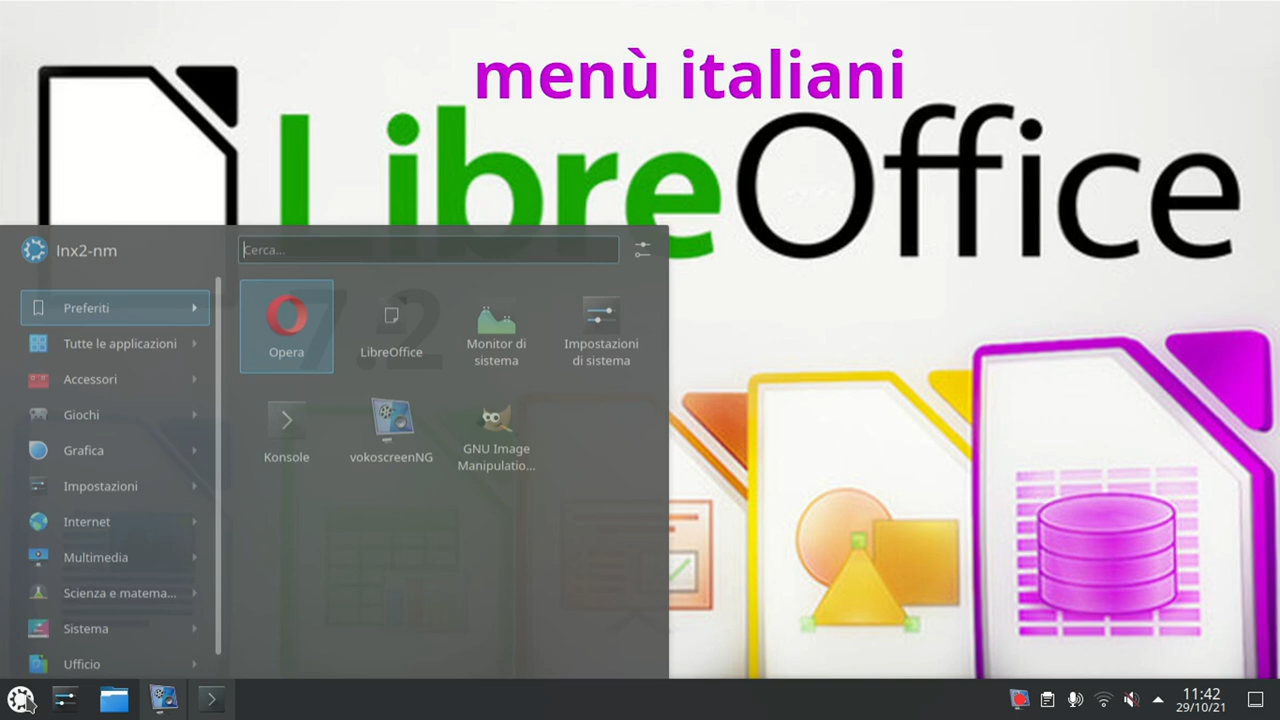 menù italiani
LibreOffice
7.2
lnx2-nm
Cerca...
Preferiti
Tutte le applicazioni
Accessori
Giochi
Grafica
Impostazioni
Internet
Multimedia
Scienza e matema...
Sistema
Ufficio
Opera
LibreOffice
Monitor di
sistema
Impostazioni
di sistema
Konsole
vokoscreenNG
GNU Image
Manipulatio...
11:42
29/10/21